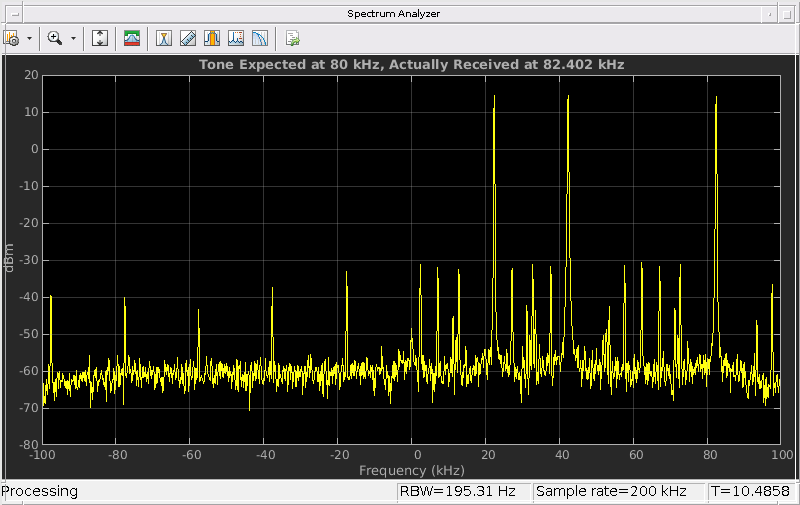 Spectrum Analyzer
Tone Expected at 80 kHz, Actually Received at 82.402 kHz
20
10
0
-10
-20
dBm
-30
-40
-50
-60
-70
-80
-100 -80 -60 -40 -20 0 20 40 60 80 100
Frequency (kHz)
Processing RBW=195.31 Hz Sample rate=200 kHz T=10.4858